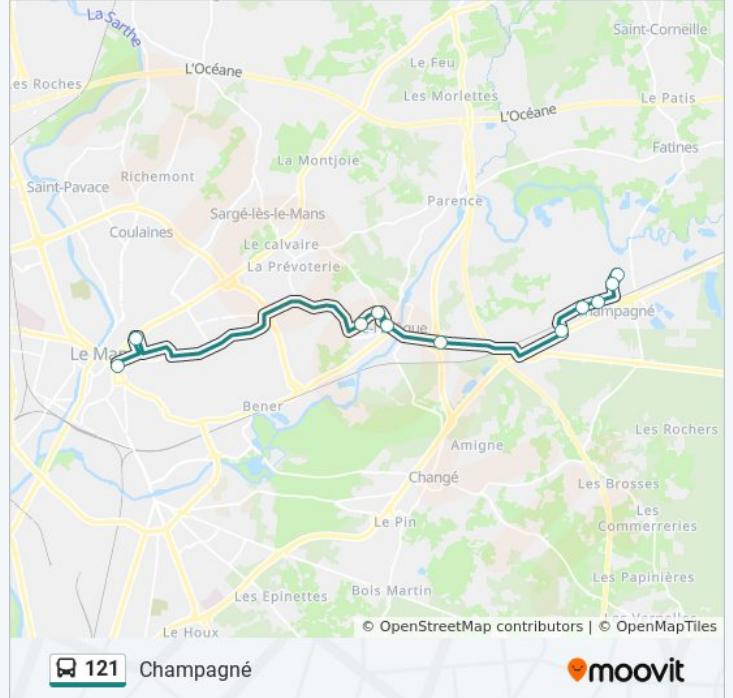 La Sarthe
Saint-Corneille
L'Océane
Le Feu
es Roches
Les Morlettes
Le Patis
L'Océane
Fatines
La Montjoie
Richemont
Saint-Pavace
Parence
Sargé-lès-le-Mans
Coulaines
Le calvaire
La Prévoterie
Champagné
Le Mans
Bener
Les Rochers
Amigne
Changé
Les Brosses
Les
Commerreries
Le Pin
Les Papinières
Bois Martin
Les Epinettes
Le Houx
© OpenStreetMap contributors | © OpenMapTiles
121 Champagné
moovit